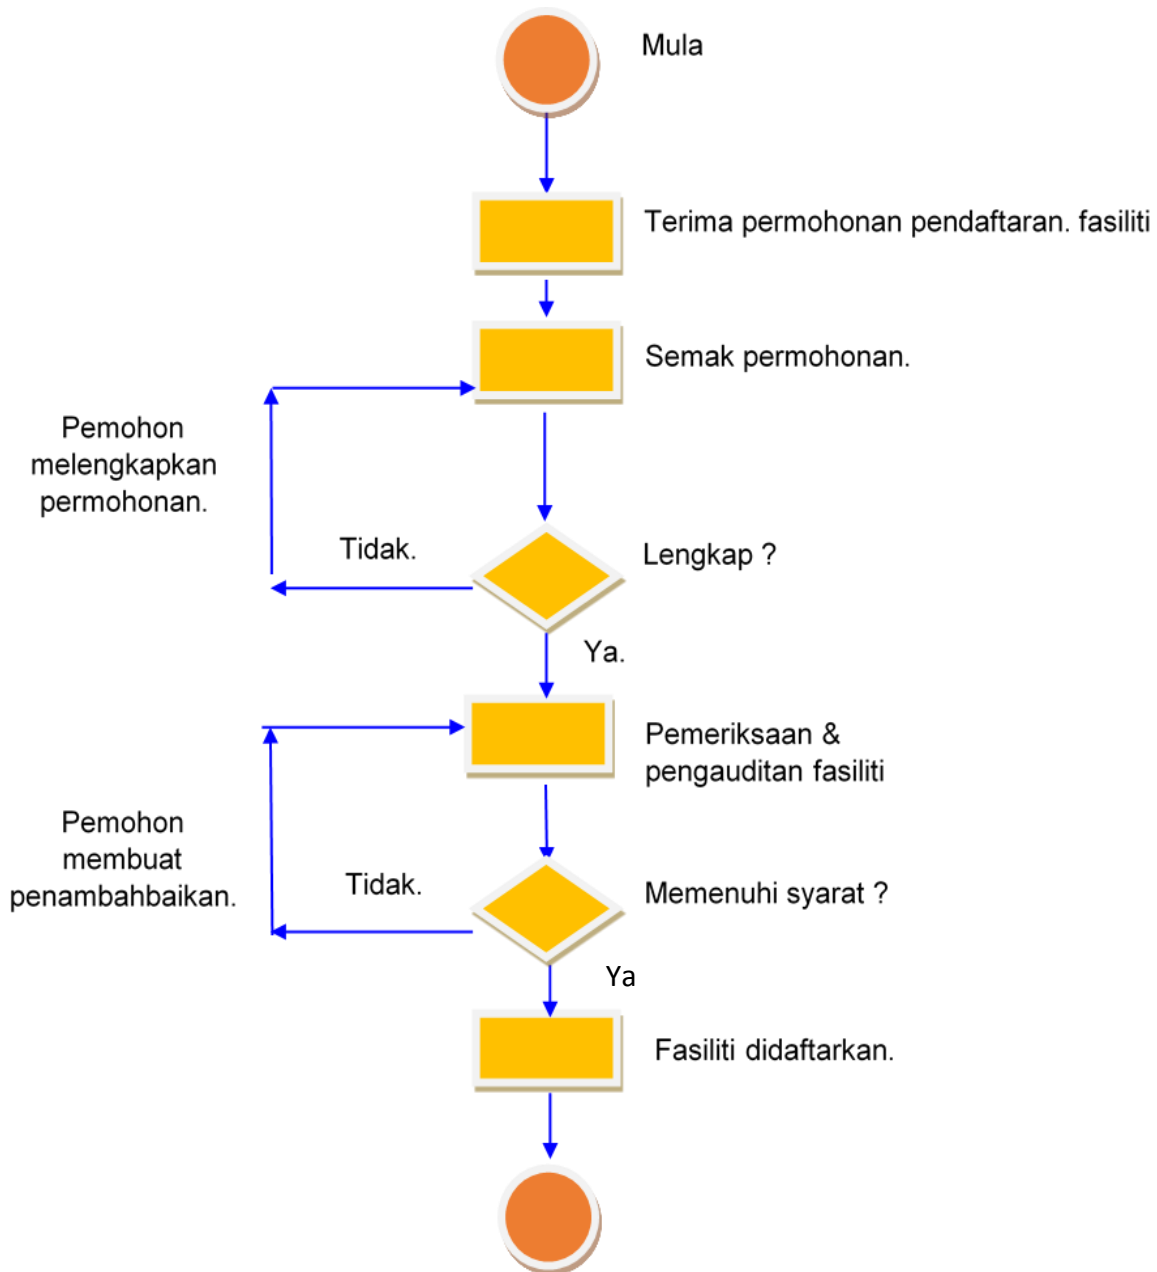 Mula
Terima permohonan pendaftaran. fasiliti
Semak permohonan.
Pemohon
melengkapkan
permohonan.
Tidak.
Lengkap ?
Ya.
Pemeriksaan &
pengauditan fasiliti
Pemohon
membuat
penambahbaikan.
Tidak.
Memenuhi syarat ?
Ya
Fasiliti didaftarkan.